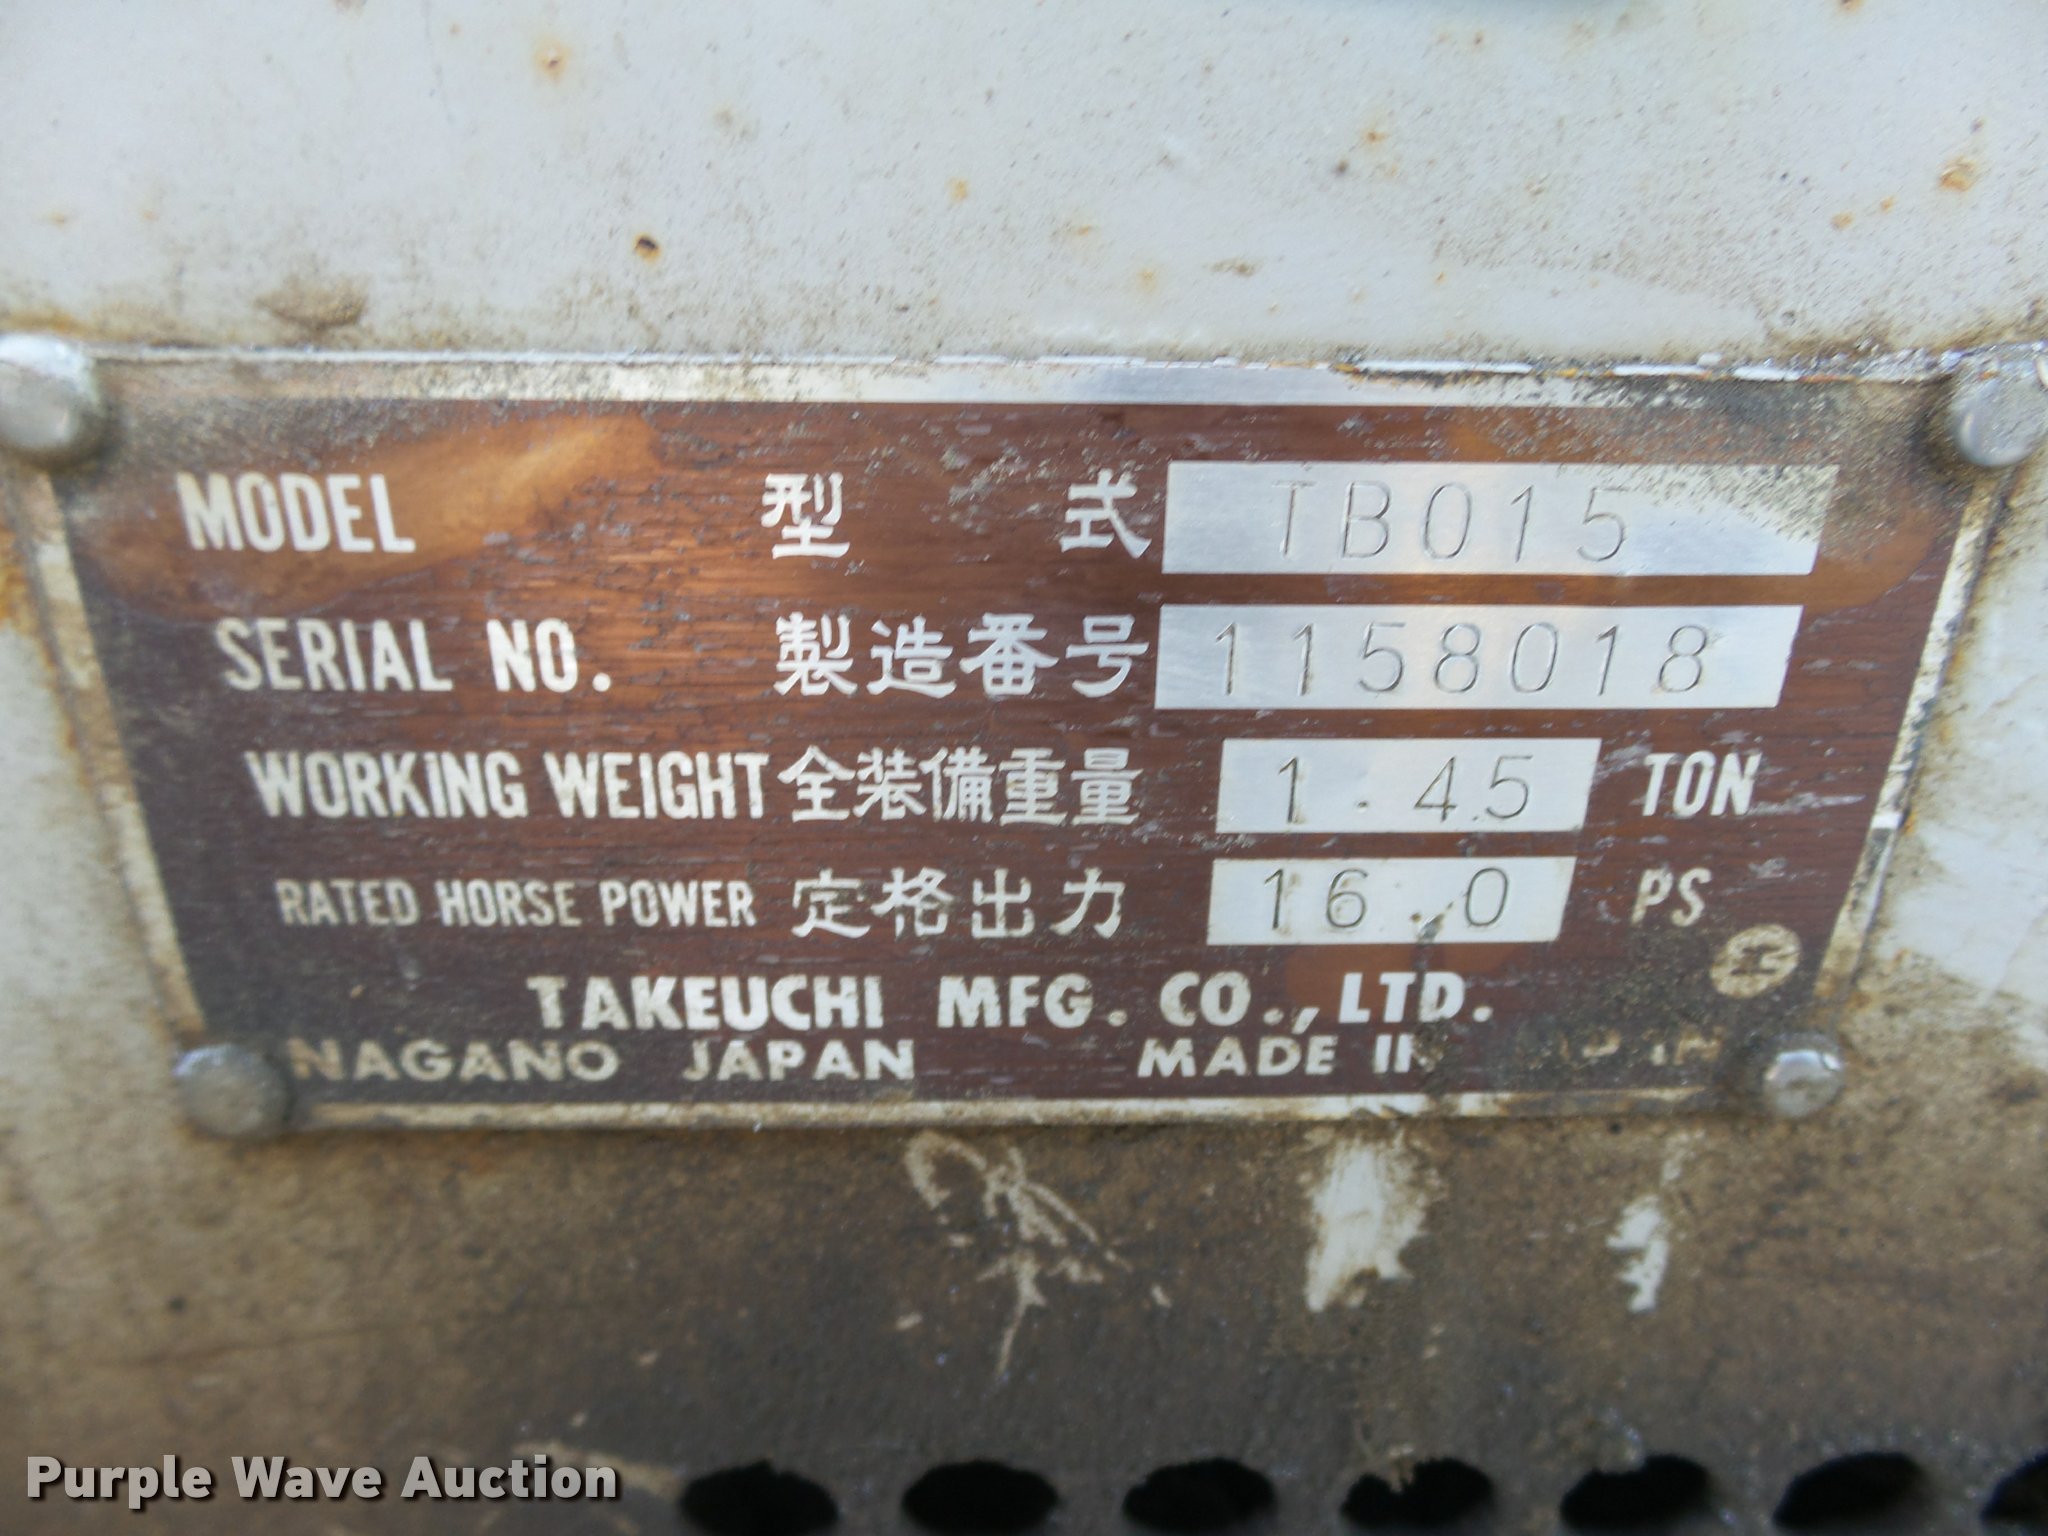 MODEL 型式 TB015
SERIAL NO. 製造番号 1158018
WORKING WEIGHT 全装備重量 1.45 TON
RATED HORSE POWER 定格出力 16.0 PS
TAKEUCHI MFG. CO., LTD.
NAGANO JAPAN MADE IN
Purple Wave Auction